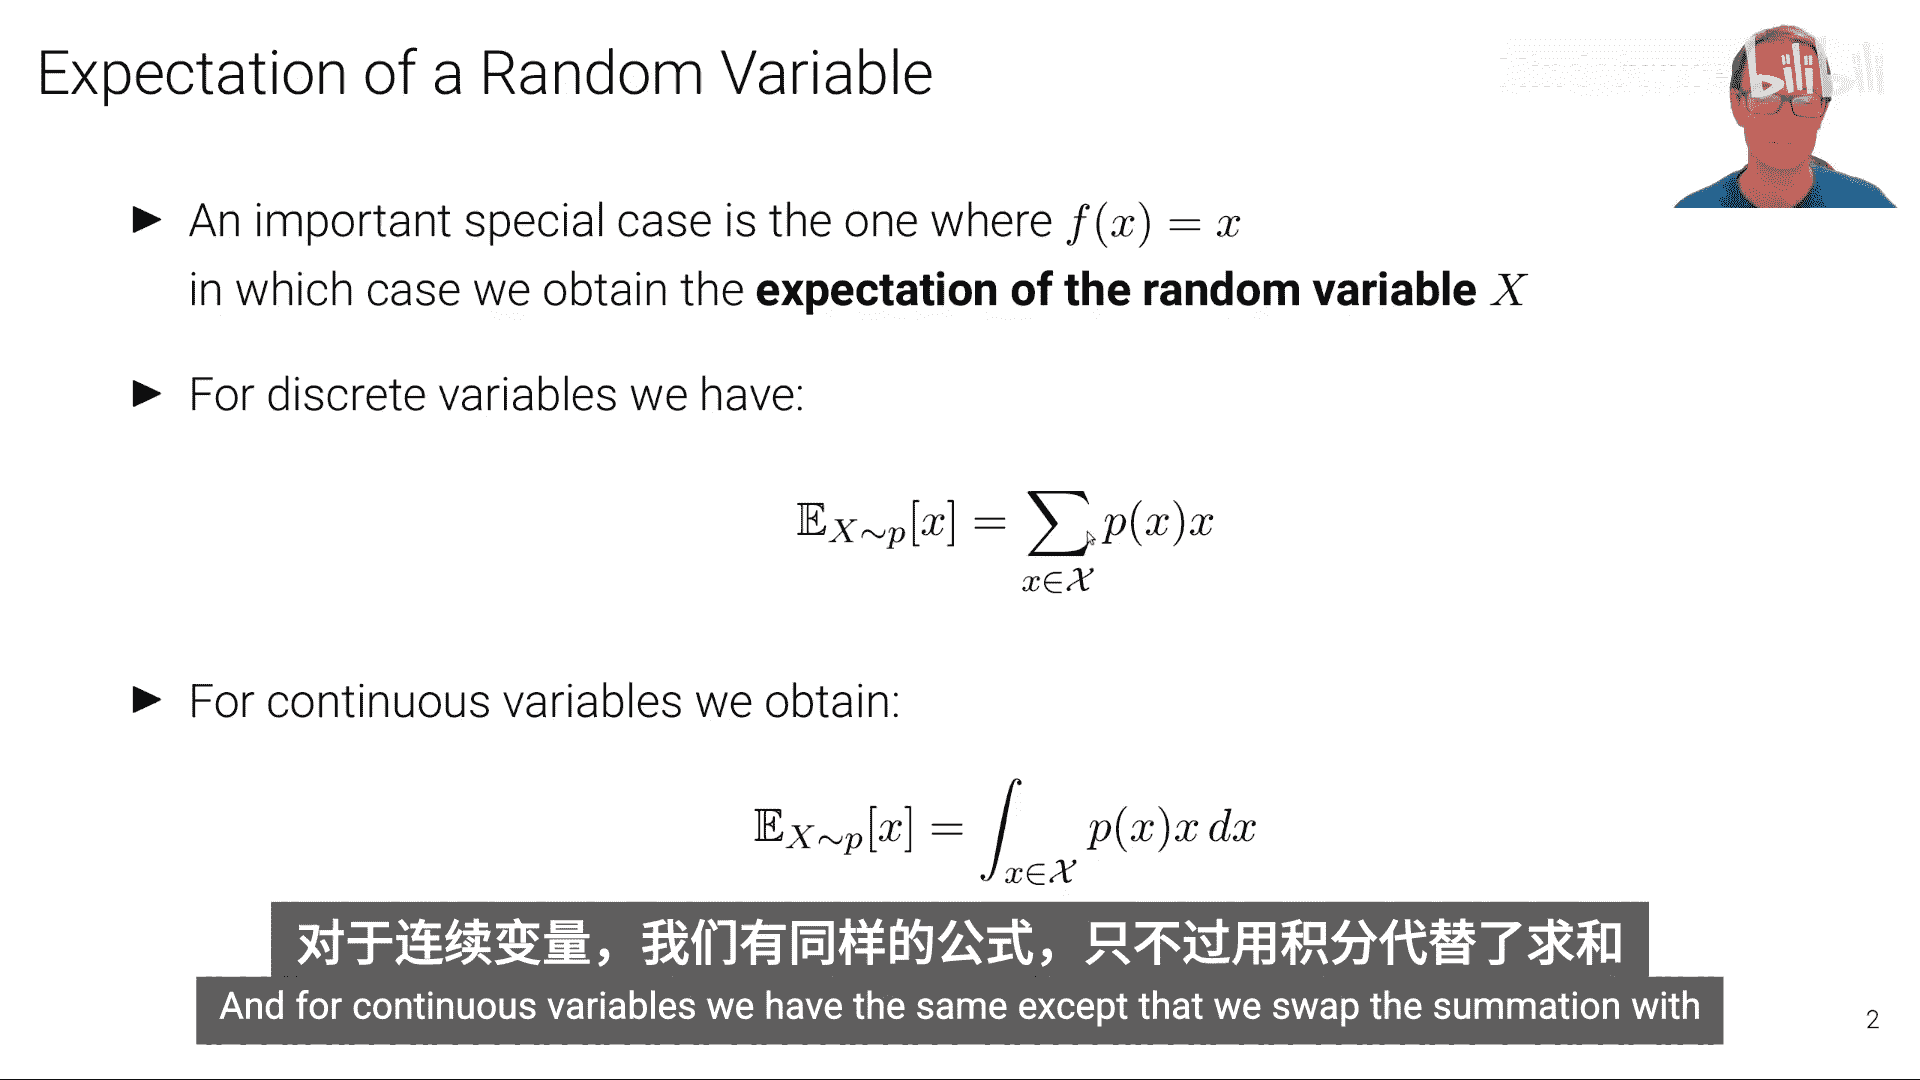 Expectation of a Random Variable
bilibili
▶ An important special case is the one where f(x) = x
in which case we obtain the expectation of the random variable X
▶ For discrete variables we have:
𝔼_{X∼p}[x] = ∑_{x∈𝒳} p(x)x
▶ For continuous variables we obtain:
𝔼_{X∼p}[x] = ∫_{x∈𝒳} p(x)x dx
对于连续变量，我们有同样的公式，只不过用积分代替了求和
And for continuous variables we have the same except that we swap the summation with
2